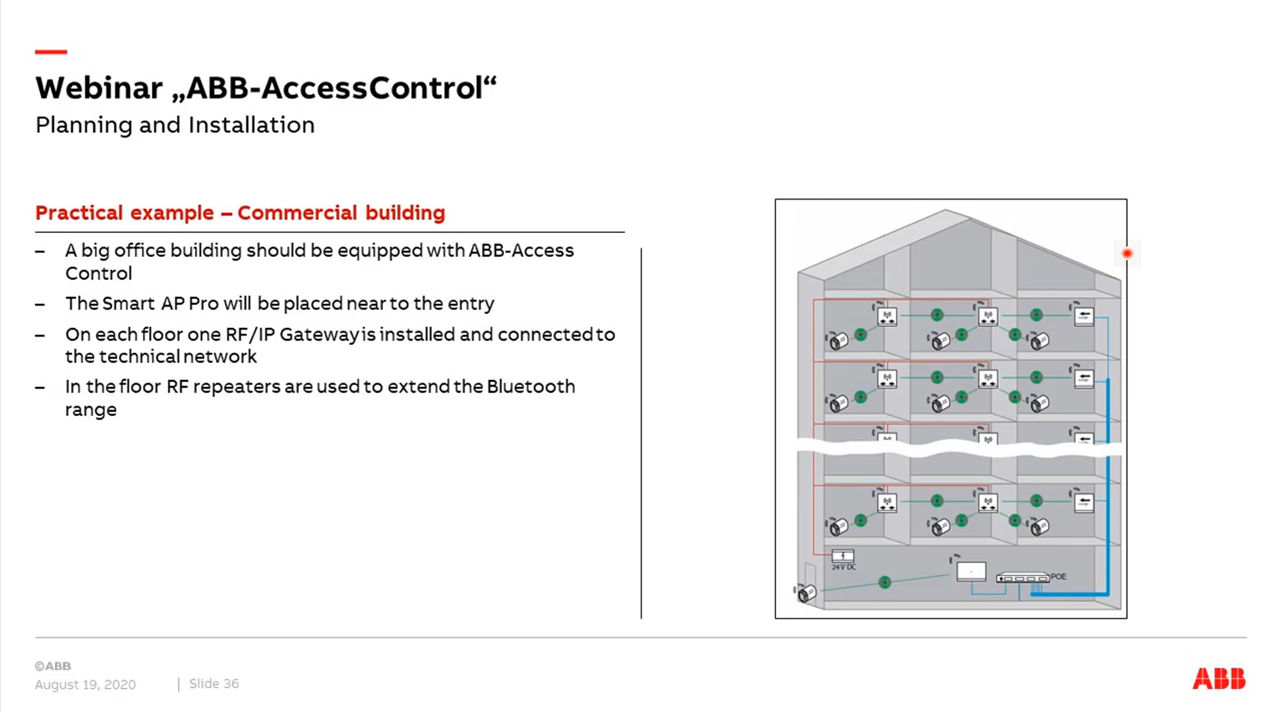 Webinar „ABB-AccessControl“
Planning and Installation
Practical example – Commercial building
– A big office building should be equipped with ABB-Access
Control
– The Smart AP Pro will be placed near to the entry
– On each floor one RF/IP Gateway is installed and connected to
the technical network
– In the floor RF repeaters are used to extend the Bluetooth
range
24 V DC
POE
©ABB
August 19, 2020 | Slide 36
ABB